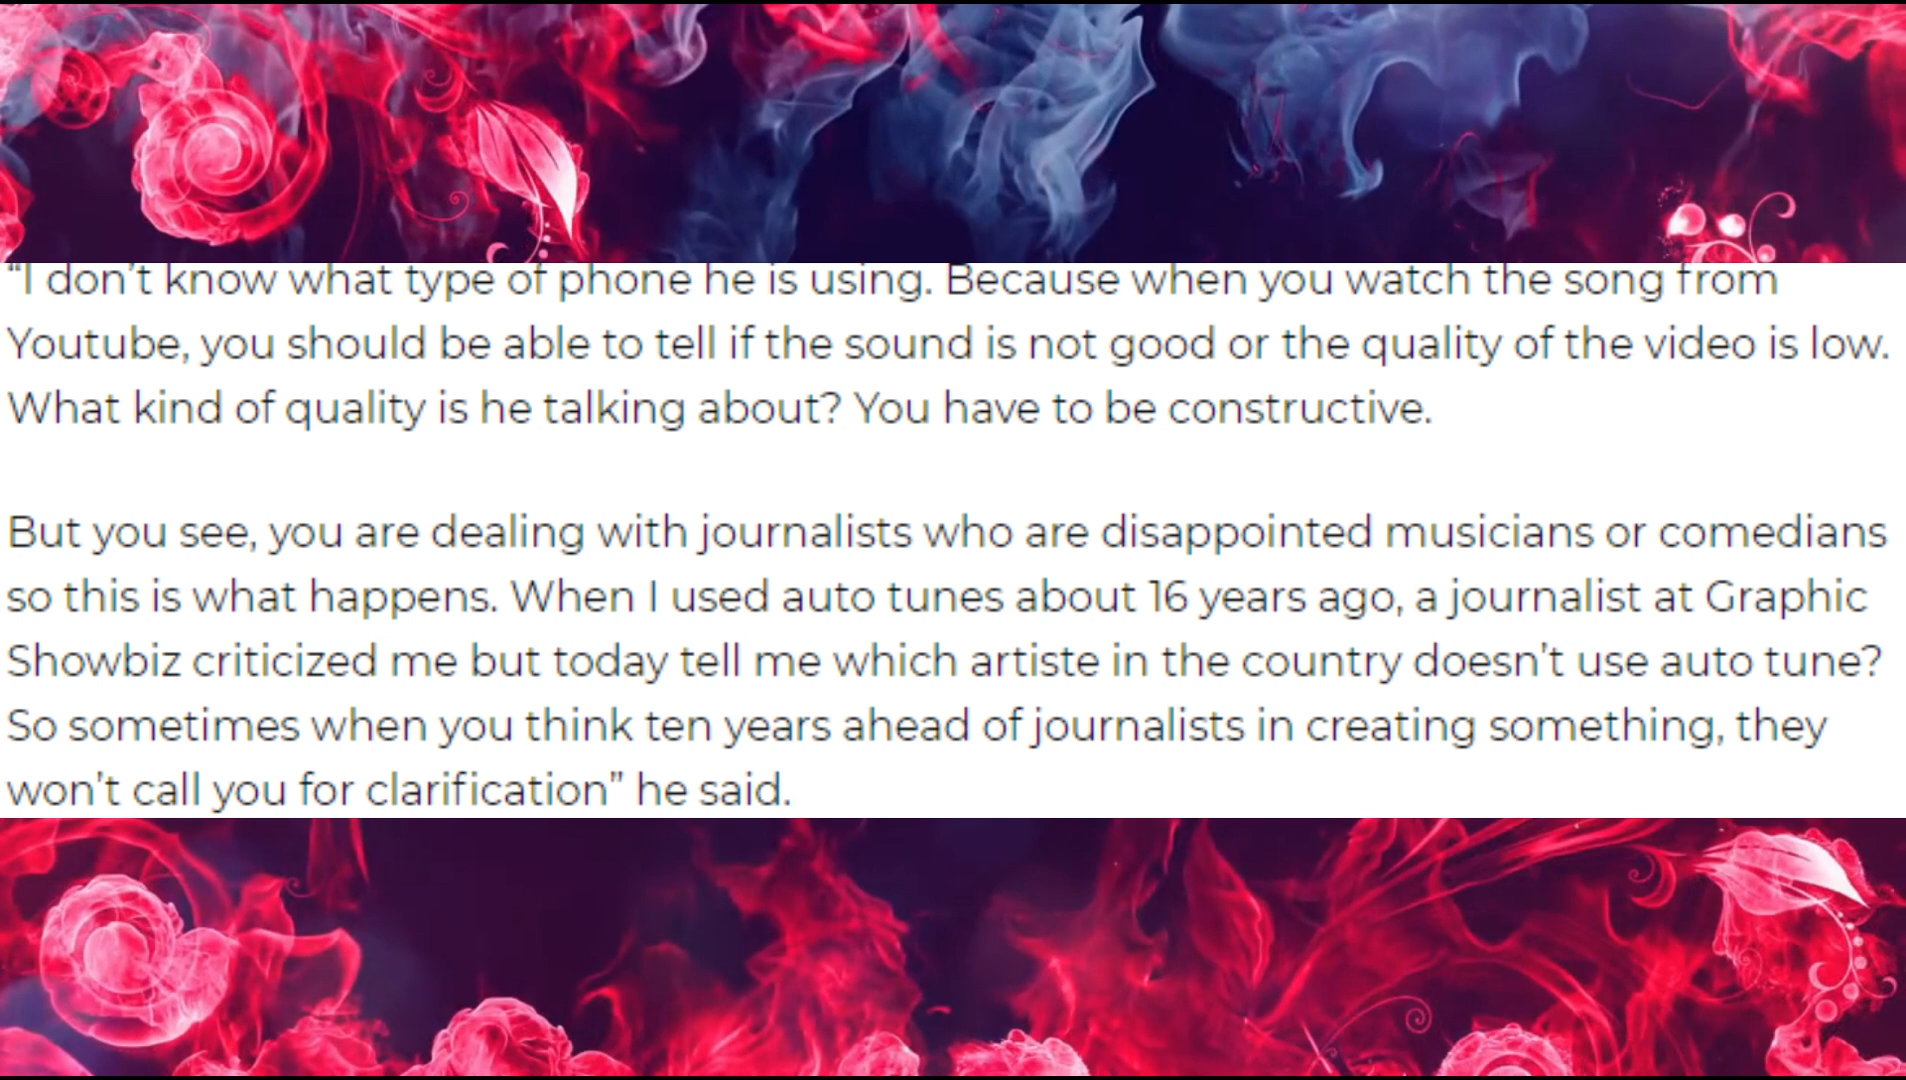 “I don’t know what type of phone he is using. Because when you watch the song from
Youtube, you should be able to tell if the sound is not good or the quality of the video is low.
What kind of quality is he talking about? You have to be constructive.
But you see, you are dealing with journalists who are disappointed musicians or comedians
so this is what happens. When I used auto tunes about 16 years ago, a journalist at Graphic
Showbiz criticized me but today tell me which artiste in the country doesn’t use auto tune?
So sometimes when you think ten years ahead of journalists in creating something, they
won’t call you for clarification” he said.